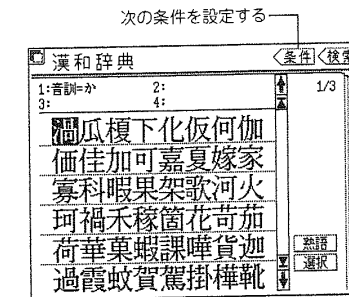 次の条件を設定する
漢和辞典 条件 検索
1:音訓=か 2: 1/3
3: 4:
渦瓜榎下化仮何伽
価佳加可嘉夏嫁家
寡科暇果架歌河火
珂禍禾稼箇花苛茄
荷華菓蝦課嘩貨迦
過霞蚊賀駕掛樺靴
熟語
選択